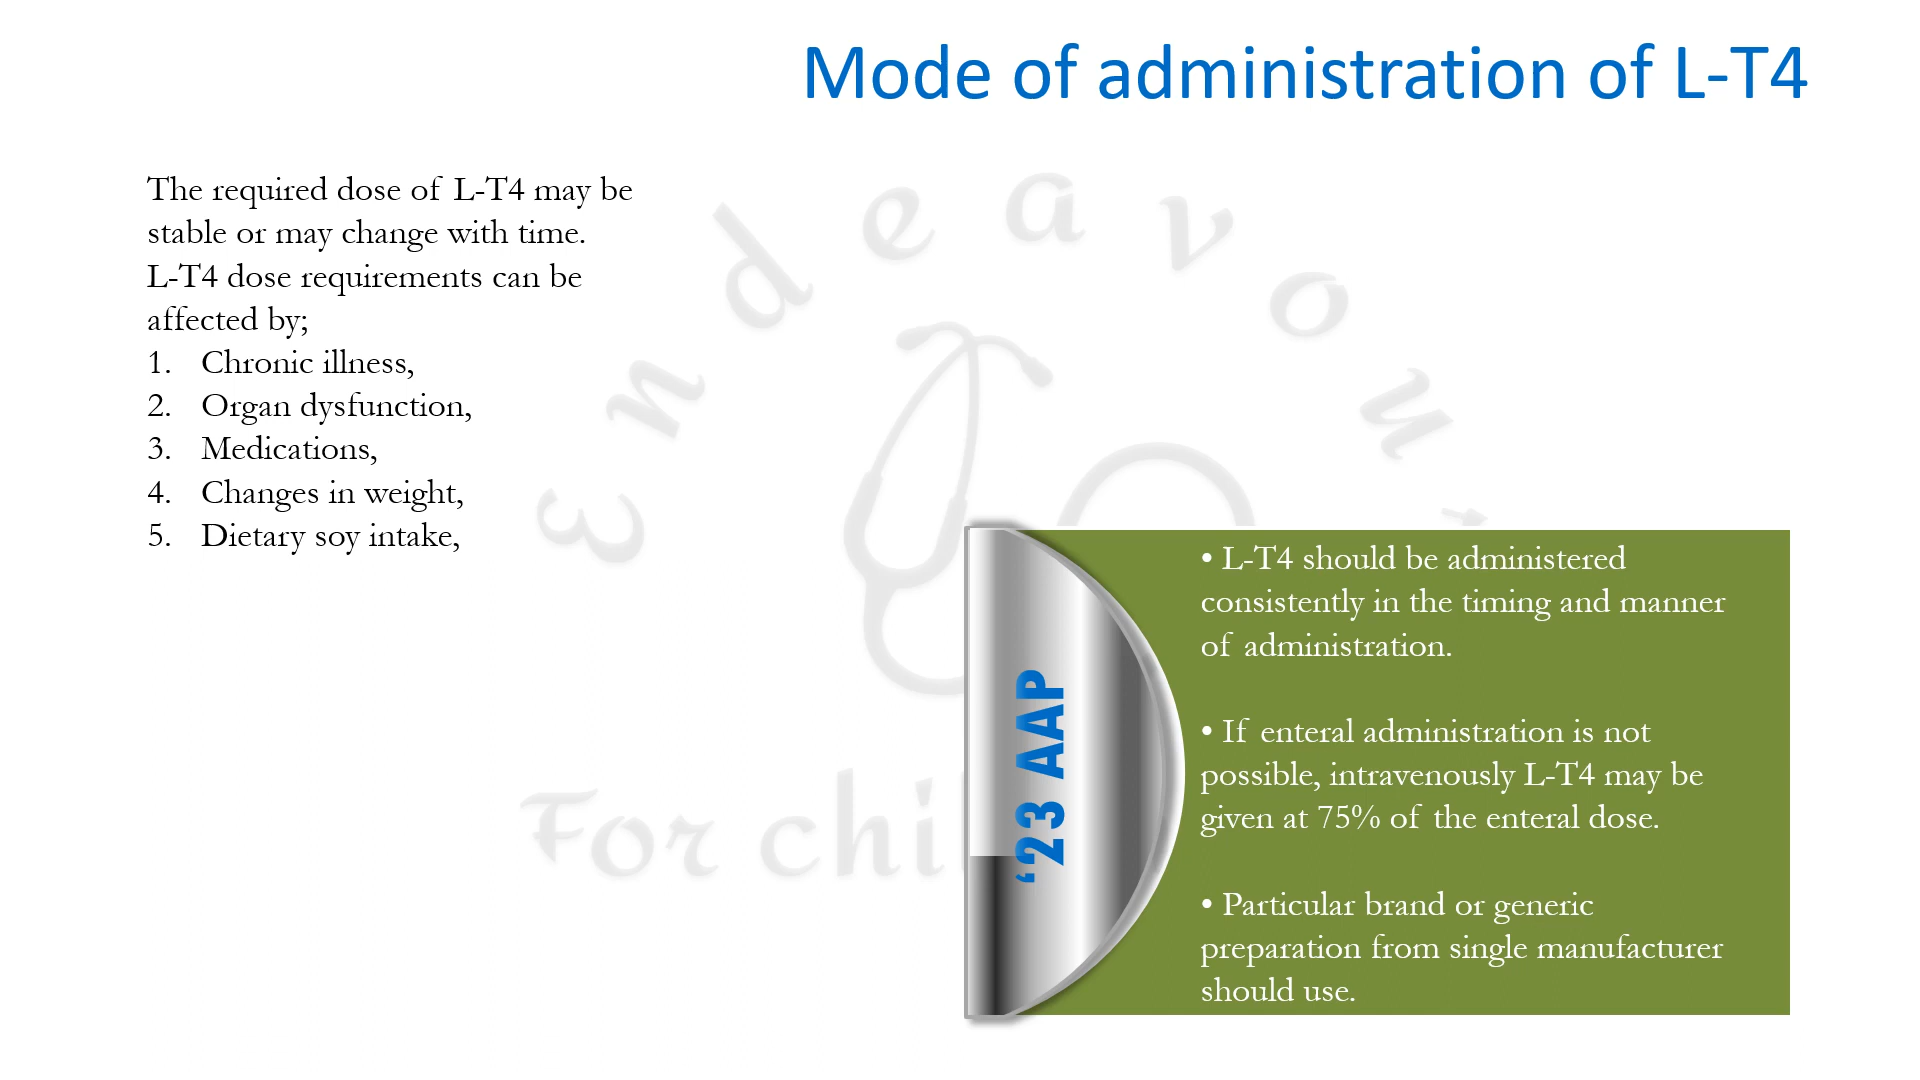 Mode of administration of L-T4
The required dose of L-T4 may be
stable or may change with time.
L-T4 dose requirements can be
affected by;
1. Chronic illness,
2. Organ dysfunction,
3. Medications,
4. Changes in weight,
5. Dietary soy intake,
Endeavou
For chil
‘23 AAP
• L-T4 should be administered
consistently in the timing and manner
of administration.
• If enteral administration is not
possible, intravenously L-T4 may be
given at 75% of the enteral dose.
• Particular brand or generic
preparation from single manufacturer
should use.